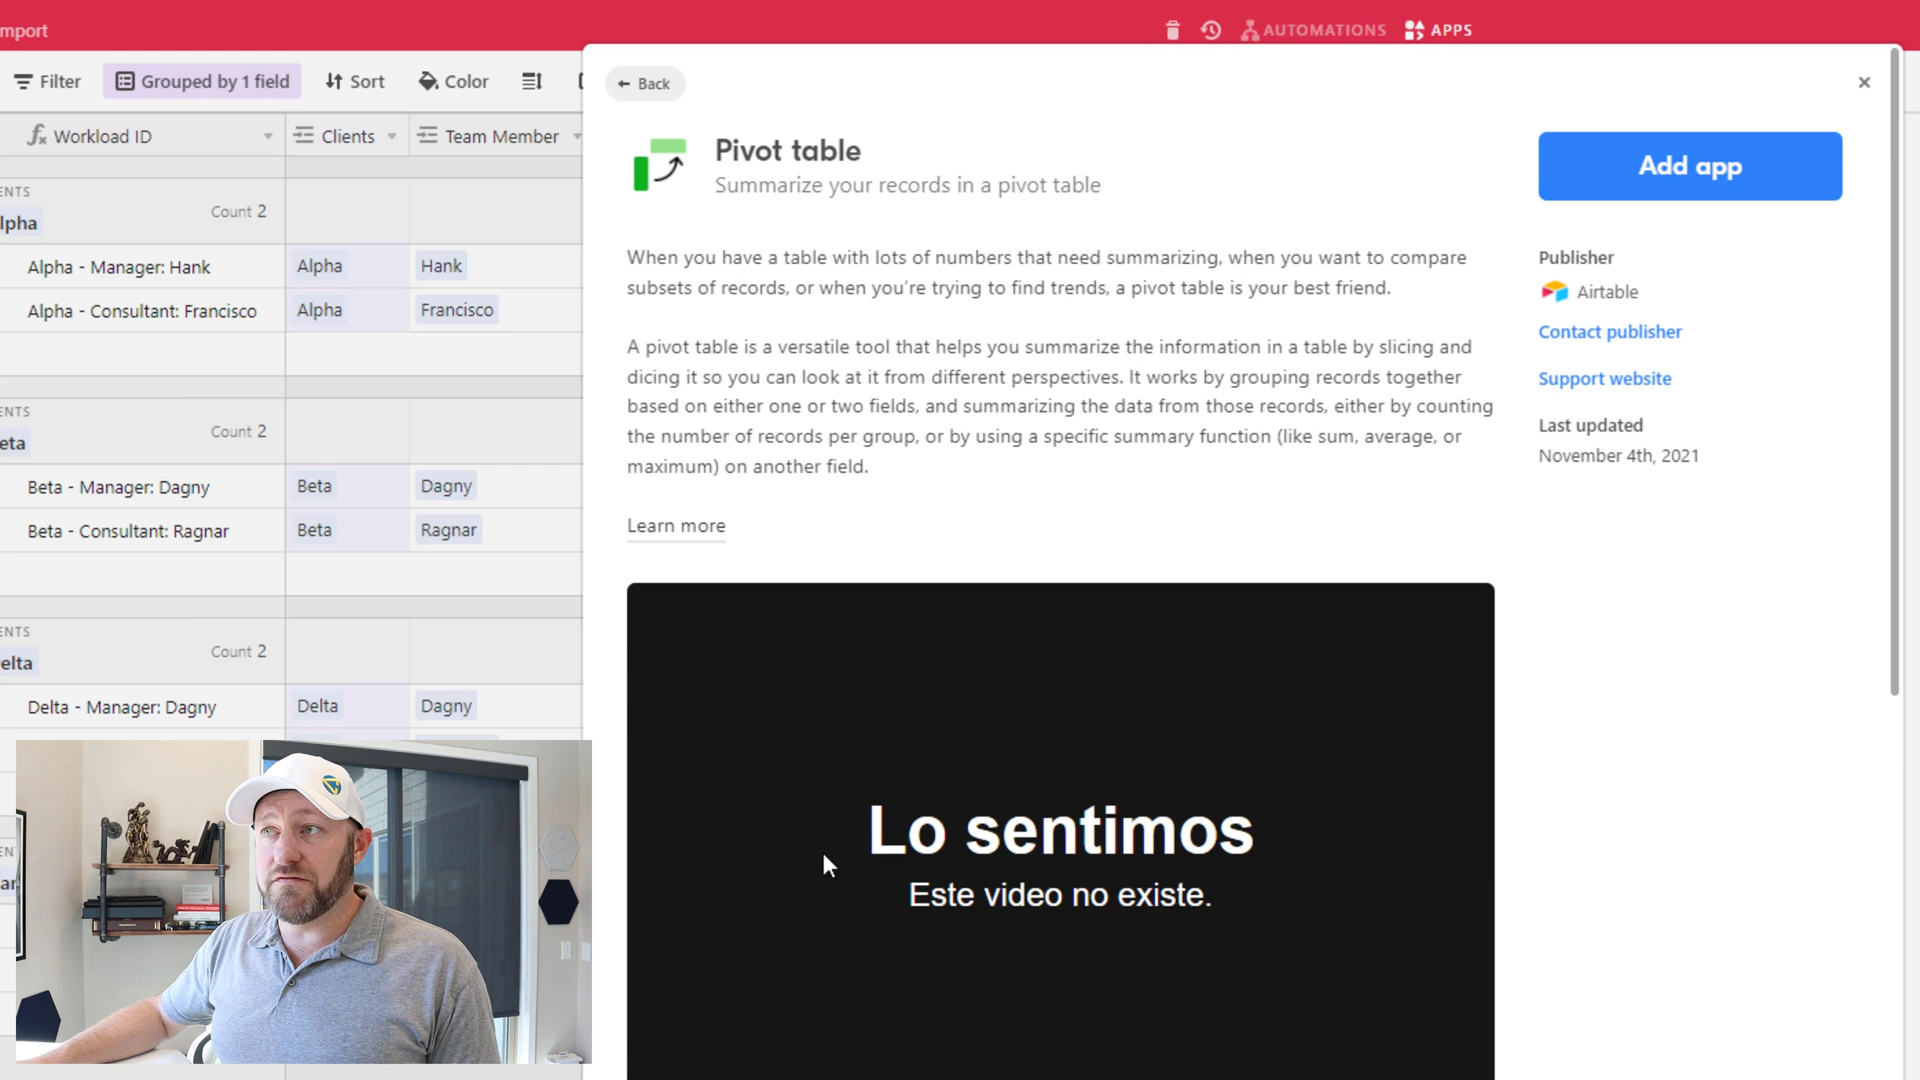 mport
AUTOMATIONS
APPS
Filter
Grouped by 1 field
Sort
Color
Back
Workload ID
Clients
Team Member
ENTS
lpha
Count 2
Alpha - Manager: Hank
Alpha
Hank
Alpha - Consultant: Francisco
Alpha
Francisco
ENTS
eta
Count 2
Beta - Manager: Dagny
Beta
Dagny
Beta - Consultant: Ragnar
Beta
Ragnar
ENTS
elta
Count 2
Delta - Manager: Dagny
Delta
Dagny
EN
ar
Pivot table
Summarize your records in a pivot table
When you have a table with lots of numbers that need summarizing, when you want to compare
subsets of records, or when you're trying to find trends, a pivot table is your best friend.
A pivot table is a versatile tool that helps you summarize the information in a table by slicing and
dicing it so you can look at it from different perspectives. It works by grouping records together
based on either one or two fields, and summarizing the data from those records, either by counting
the number of records per group, or by using a specific summary function (like sum, average, or
maximum) on another field.
Learn more
Lo sentimos
Este video no existe.
Add app
Publisher
Airtable
Contact publisher
Support website
Last updated
November 4th, 2021